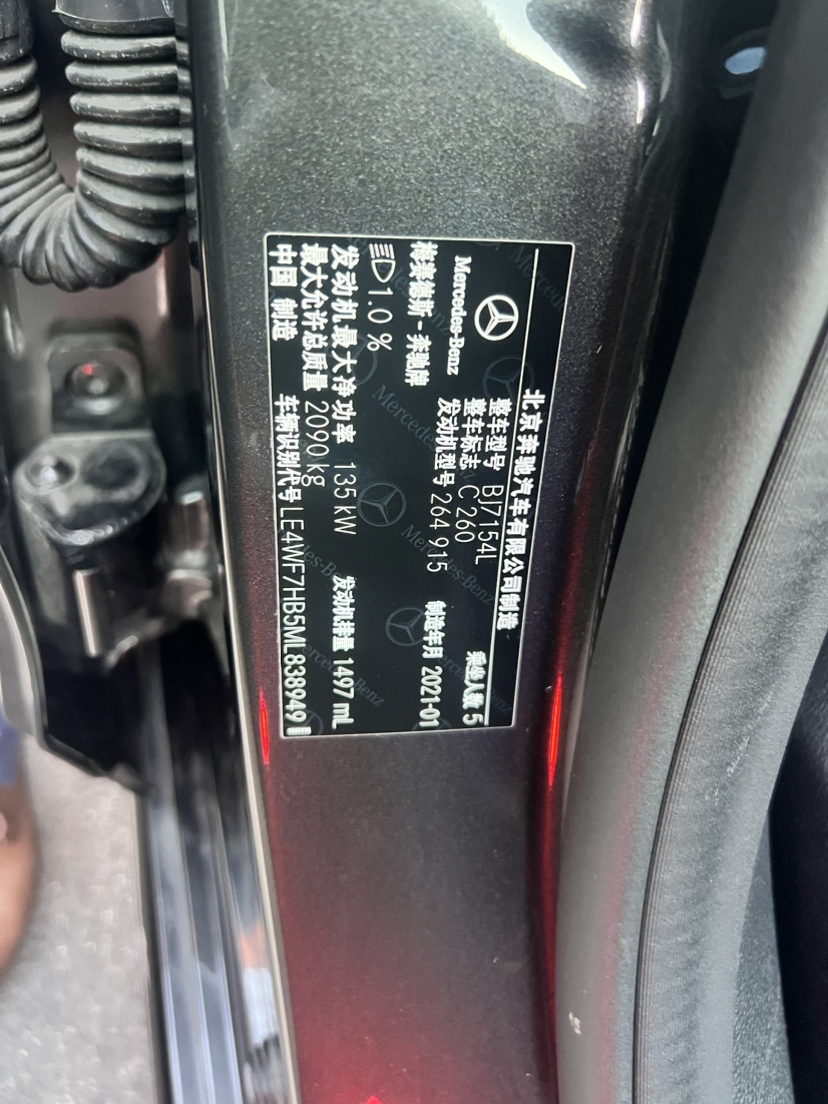 北京奔驰汽车有限公司制造
Mercedes-Benz
整车型号 BJ7154L
乘坐人数 5
整车标志 C 260
梅赛德斯-奔驰牌
发动机型号 264 915
制造年月 2021-01
1.0 %
发动机最大净功率 135 kW
发动机排量 1497 mL
最大允许总质量 2090 kg
中国 制造
车辆识别代号 LE4WF7HB5ML838949